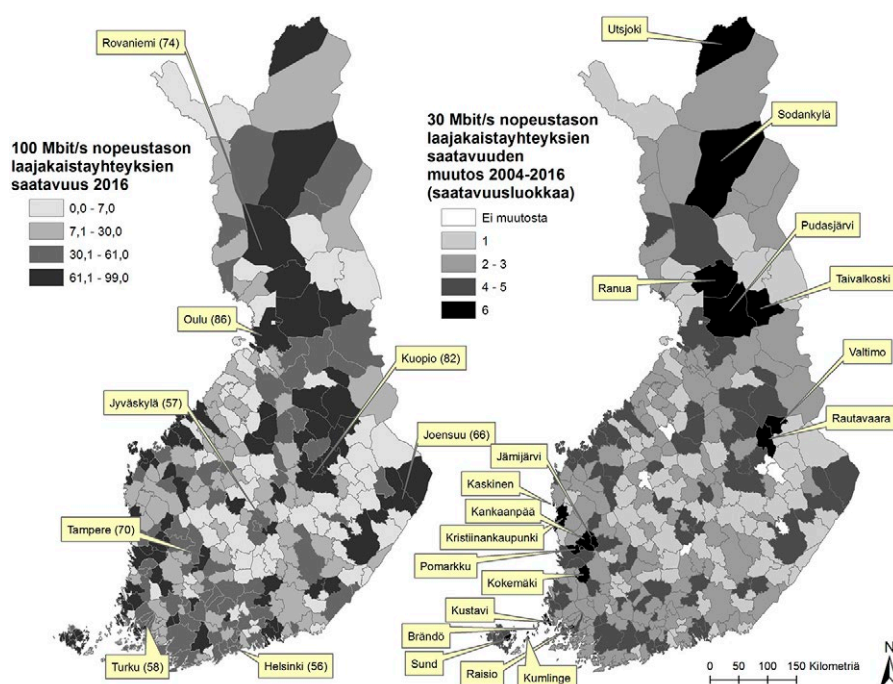 Rovaniemi (74)
100 Mbit/s nopeustason
laajakaistayhteyksien
saatavuus 2016
0,0 - 7,0
7,1 - 30,0
30,1 - 61,0
61,1 - 99,0
Oulu (86)
Kuopio (82)
Jyväskylä (57)
Joensuu (66)
Tampere (70)
Turku (58)
Helsinki (56)
Utsjoki
30 Mbit/s nopeustason
laajakaistayhteyksien
saatavuuden
muutos 2004-2016
(saatavuusluokkaa)
Ei muutosta
1
2 - 3
4 - 5
6
Sodankylä
Pudasjärvi
Ranua
Taivalkoski
Valtimo
Rautavaara
Jämijärvi
Kaskinen
Kankaanpää
Kristiinankaupunki
Pomarkku
Kokemäki
Kustavi
Brändö
Sund
Raisio
Kumlinge
N
0 25 50 100 150 Kilometriä